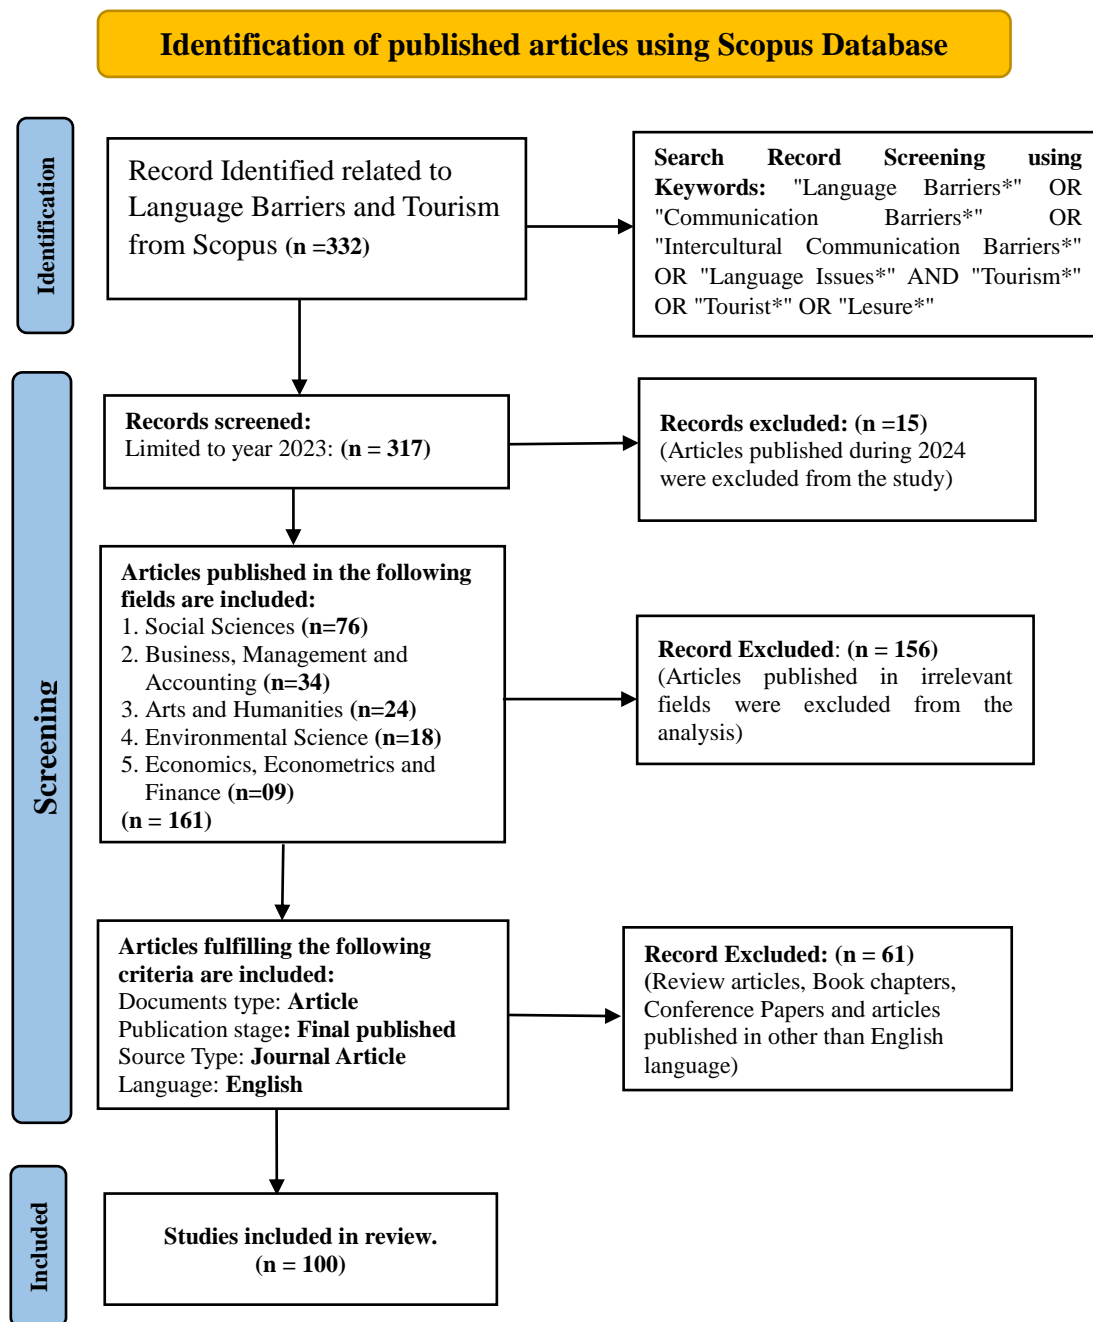 Identification of published articles using Scopus Database
Identification
Record Identified related to
Language Barriers and Tourism
from Scopus (n =332)
Search Record Screening using
Keywords: "Language Barriers*" OR
"Communication Barriers*" OR
"Intercultural Communication Barriers*"
OR "Language Issues*" AND "Tourism*"
OR "Tourist*" OR "Lesure*"
Screening
Records screened:
Limited to year 2023: (n = 317)
Records excluded: (n =15)
(Articles published during 2024
were excluded from the study)
Articles published in the following
fields are included:
1. Social Sciences (n=76)
2. Business, Management and
Accounting (n=34)
3. Arts and Humanities (n=24)
4. Environmental Science (n=18)
5. Economics, Econometrics and
Finance (n=09)
(n = 161)
Record Excluded: (n = 156)
(Articles published in irrelevant
fields were excluded from the
analysis)
Articles fulfilling the following
criteria are included:
Documents type: Article
Publication stage: Final published
Source Type: Journal Article
Language: English
Record Excluded: (n = 61)
(Review articles, Book chapters,
Conference Papers and articles
published in other than English
language)
Included
Studies included in review.
(n = 100)